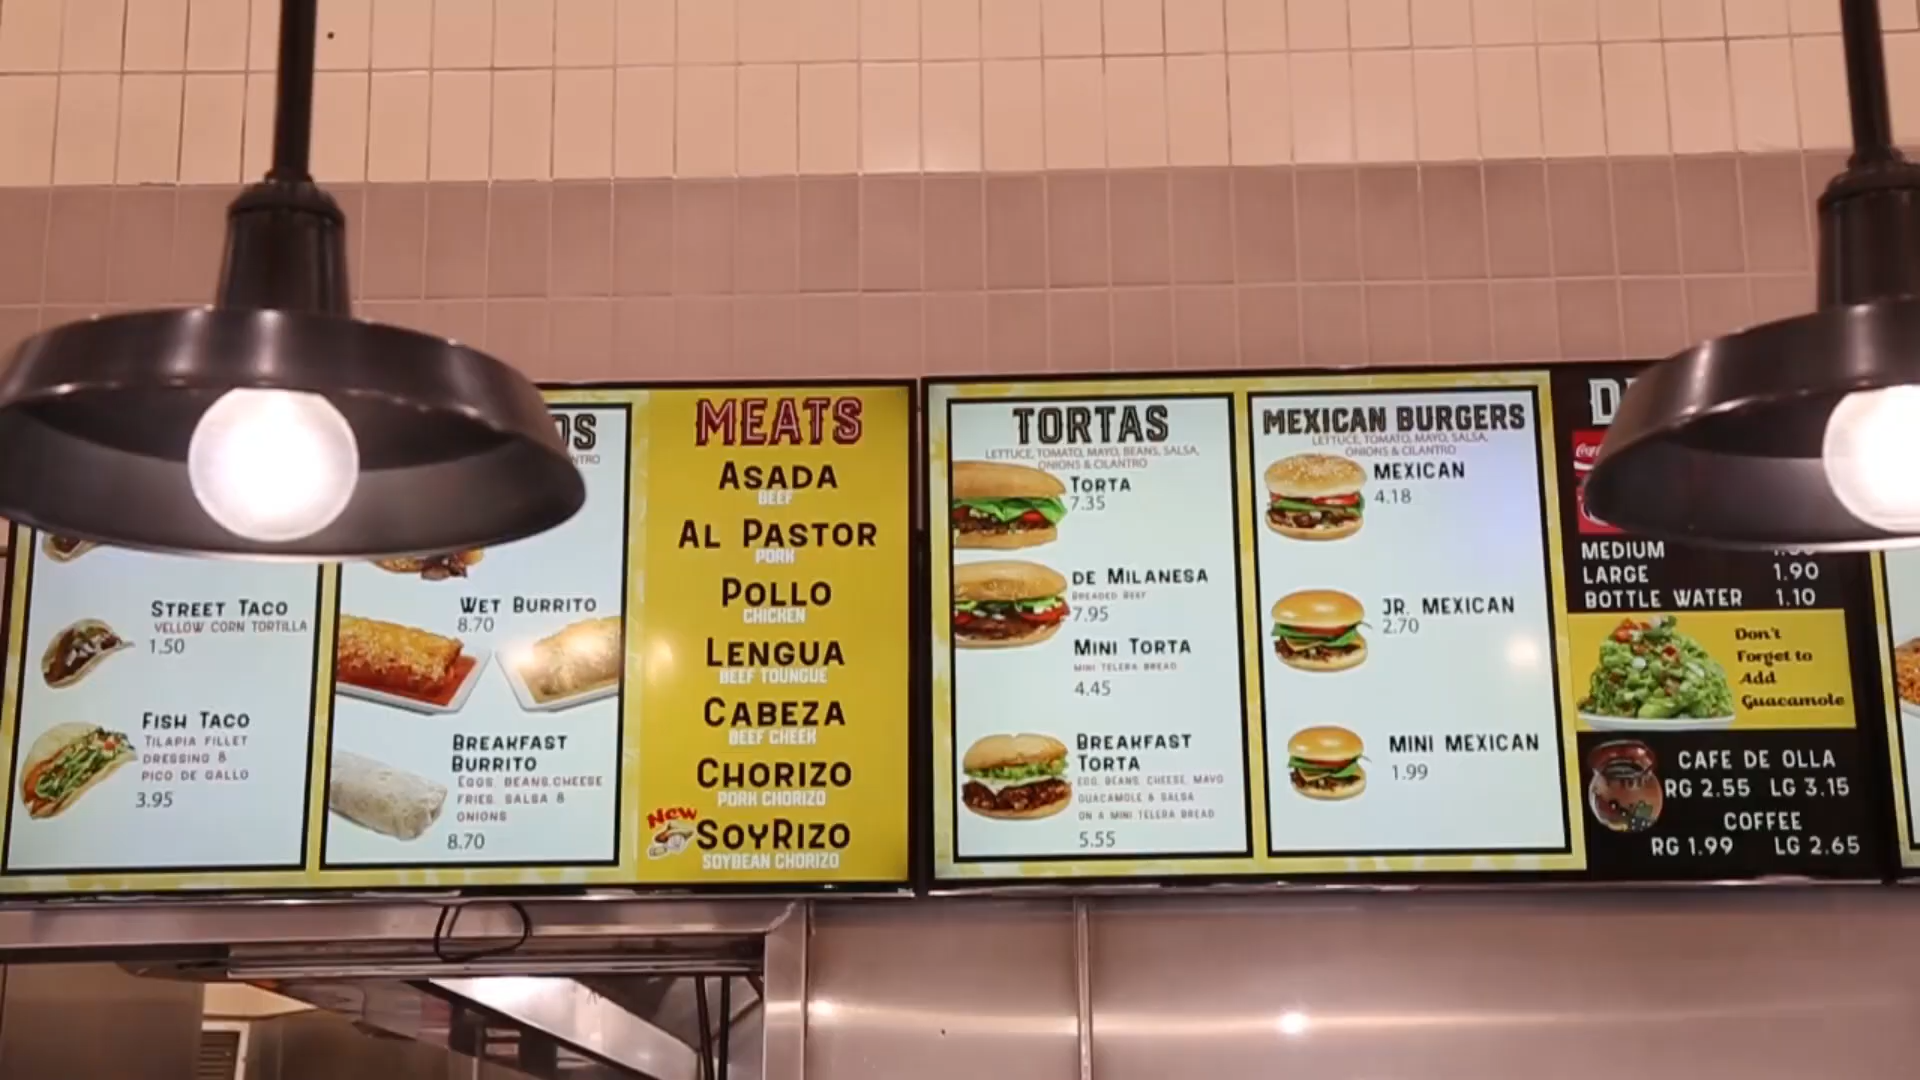 STREET TACO
YELLOW CORN TORTILLA
1.50
FISH TACO
TILAPIA FILLET
DRESSING &
PICO DE GALLO
3.95
WET BURRITO
8.70
BREAKFAST
BURRITO
EGGS, BEANS, CHEESE
FRIES, SALSA &
ONIONS
8.70
MEATS
ASADA
BEEF
AL PASTOR
PORK
POLLO
CHICKEN
LENGUA
BEEF TOUNGUE
CABEZA
BEEF CHEEK
CHORIZO
PORK CHORIZO
New
SOYRIZO
SOYBEAN CHORIZO
TORTAS
LETTUCE, TOMATO, MAYO, BEANS, SALSA,
ONIONS & CILANTRO
TORTA
7.35
DE MILANESA
BREADED BEEF
7.95
MINI TORTA
MINI TELERA BREAD
4.45
BREAKFAST
TORTA
EGG, BEANS, CHEESE, MAYO
GUACAMOLE & SALSA
ON A MINI TELERA BREAD
5.55
MEXICAN BURGERS
LETTUCE, TOMATO, MAYO, SALSA,
ONIONS & CILANTRO
MEXICAN
4.18
JR. MEXICAN
2.70
MINI MEXICAN
1.99
MEDIUM
LARGE 1.90
BOTTLE WATER 1.10
Don't
Forget to
Add
Guacamole
CAFE DE OLLA
RG 2.55 LG 3.15
COFFEE
RG 1.99 LG 2.65